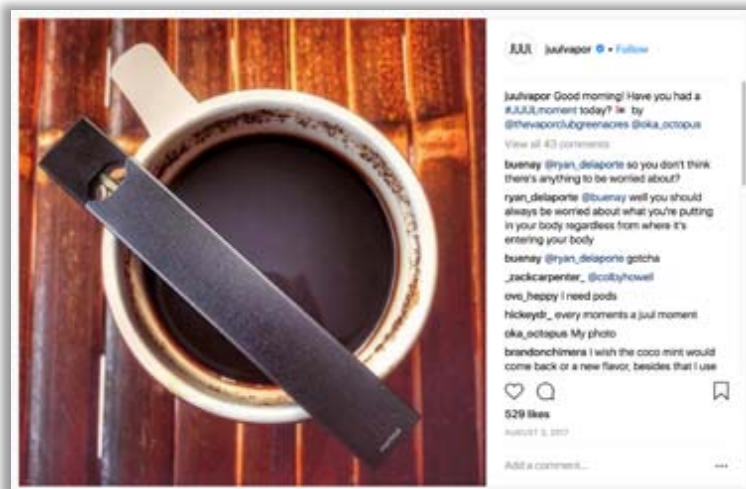 JUUL juulvapor • Follow
juulvapor Good morning! Have you had a
#JUULmoment today? by
@thevaporclubgreenacres @oka_octopus
View all 43 comments
buenay @ryan_delaporte so you don't think
there's anything to be worried about?
ryan_delaporte @buenay well you should
always be worried about what you're putting
in your body regardless from where it's
entering your body
buenay @ryan_delaporte gotcha
_zackcarpenter_ @colbyhowell
ovo_heppy I need pods
hickeydr_ every moments a juul moment
oka_octopus My photo
brandonchimera I wish the coco mint would
come back or a new flavor, besides that I use
529 likes
AUGUST 3, 2017
Add a comment...